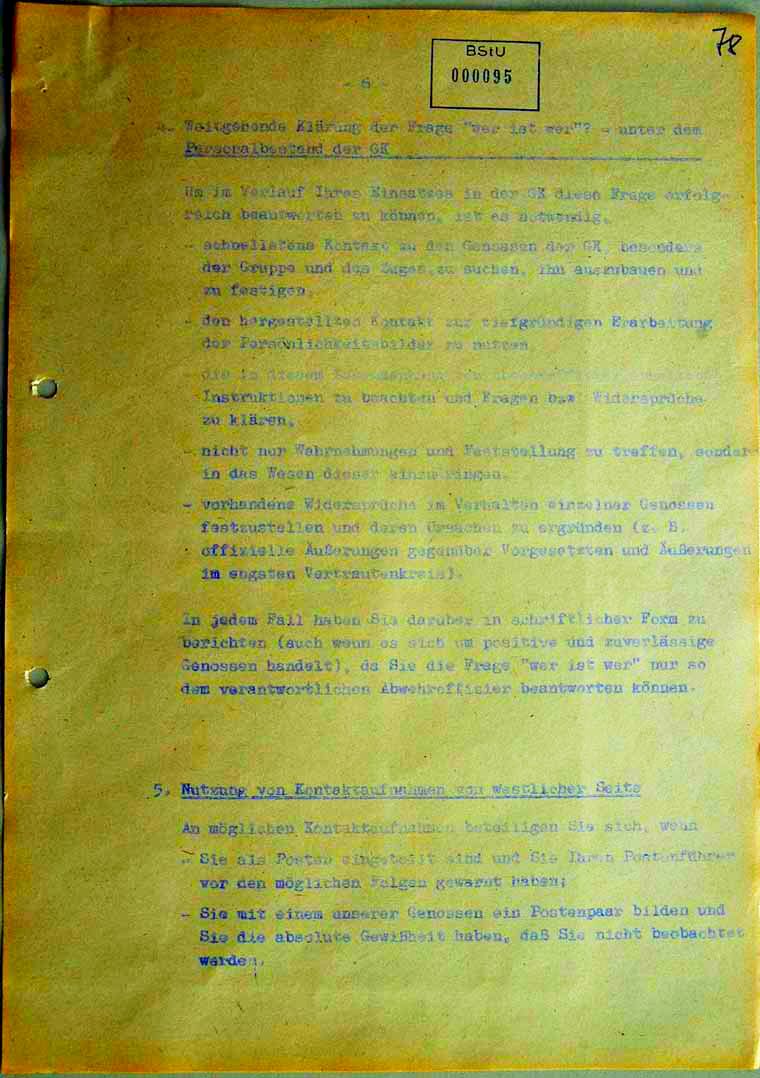 78
BStU
000095
- 6 -
4. Weitgehende Klärung der Frage "wer ist wer"? - unter dem
Personalbestand der GK
Um im Verlauf Ihres Einsatzes in der GK diese Frage erfolg-
reich beantworten zu können, ist es notwendig,
- schnellstens Kontakt zu den Genossen der GK, besonders
der Gruppe und des Zuges, zu suchen, ihn auszubauen und
zu festigen,
- den hergestellten Kontakt zur tiefgründigen Erarbeitung
der Persönlichkeitsbilder zu nutzen,
- die in diesem
Instruktionen zu beachten und Fragen bzw. Widersprüche
zu klären,
- nicht nur Wahrnehmungen und Feststellung zu treffen, sonder
in das Wesen dieser einzudringen,
- vorhandene Widersprüche im Verhalten einzelner Genossen
festzustellen und deren Ursachen zu ergründen (z. B.
offizielle Äußerungen gegenüber Vorgesetzten und Äußerungen
im engsten Vertrautenkreis).
In jedem Fall haben Sie darüber in schriftlicher Form zu
berichten (auch wenn es sich um positive und zuverlässige
Genossen handelt), da Sie die Frage "wer ist wer" nur so
dem verantwortlichen Abwehroffizier beantworten können.
5. Nutzung von Kontaktaufnahmen von westlicher Seite
An möglichen Kontaktaufnahmen beteiligen Sie sich, wenn
- Sie als Posten eingeteilt sind und Sie Ihren Postenführer
vor den möglichen Folgen gewarnt haben;
- Sie mit einem unserer Genossen ein Postenpaar bilden und
Sie die absolute Gewißheit haben, daß Sie nicht beobachtet
werden.